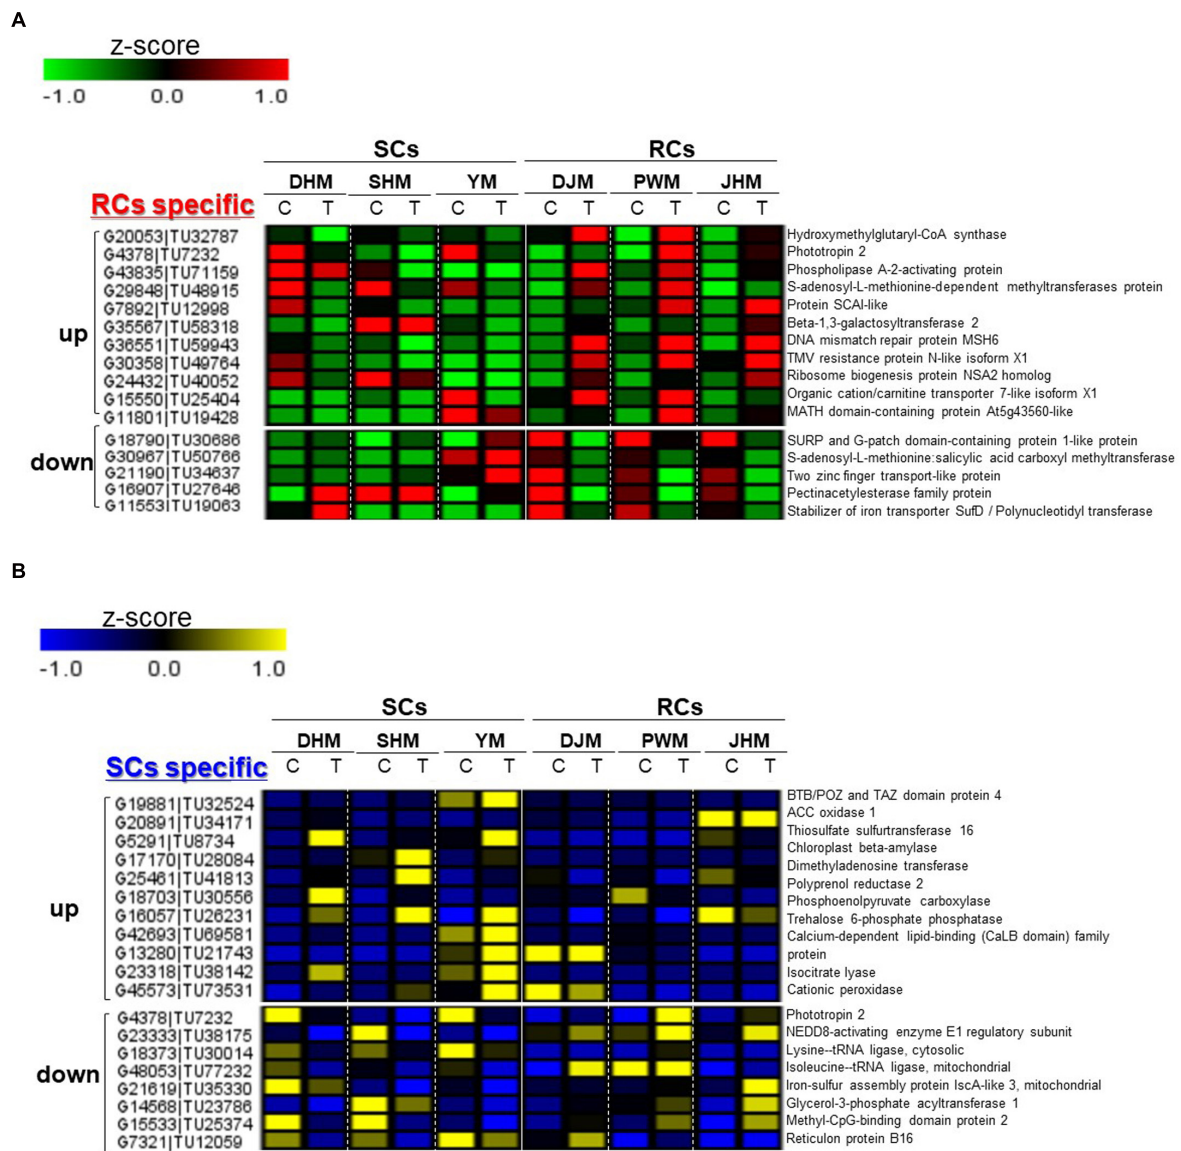 A
z-score
-1.0 0.0 1.0
SCs RCs
DHM SHM YM DJM PWM JHM
RCs specific C T C T C T C T C T C T
G20053|TU32787 Hydroxymethylglutaryl-CoA synthase
G4378|TU7232 Phototropin 2
G43835|TU71159 Phospholipase A-2-activating protein
G29848|TU48915 S-adenosyl-L-methionine-dependent methyltransferases protein
G7892|TU12998 Protein SCAI-like
up G35567|TU58318 Beta-1,3-galactosyltransferase 2
G36551|TU59943 DNA mismatch repair protein MSH6
G30358|TU49764 TMV resistance protein N-like isoform X1
G24432|TU40052 Ribosome biogenesis protein NSA2 homolog
G15550|TU25404 Organic cation/carnitine transporter 7-like isoform X1
G11801|TU19428 MATH domain-containing protein At5g43560-like
G18790|TU30686 SURP and G-patch domain-containing protein 1-like protein
down G30967|TU50766 S-adenosyl-L-methionine:salicylic acid carboxyl methyltransferase
G21190|TU34637 Two zinc finger transport-like protein
G16907|TU27646 Pectinacetylesterase family protein
G11553|TU19063 Stabilizer of iron transporter SufD / Polynucleotidyl transferase
B
z-score
-1.0 0.0 1.0
SCs RCs
DHM SHM YM DJM PWM JHM
SCs specific C T C T C T C T C T C T
G19881|TU32524 BTB/POZ and TAZ domain protein 4
G20891|TU34171 ACC oxidase 1
G5291|TU8734 Thiosulfate sulfurtransferase 16
G17170|TU28084 Chloroplast beta-amylase
G25461|TU41813 Dimethyladenosine transferase
G18703|TU30556 Polyprenol reductase 2
up G16057|TU26231 Phosphoenolpyruvate carboxylase
G42693|TU69581 Trehalose 6-phosphate phosphatase
G13280|TU21743 Calcium-dependent lipid-binding (CaLB domain) family
protein
G23318|TU38142 Isocitrate lyase
G45573|TU73531 Cationic peroxidase
G4378|TU7232 Phototropin 2
G23333|TU38175 NEDD8-activating enzyme E1 regulatory subunit
G18373|TU30014 Lysine--tRNA ligase, cytosolic
down G48053|TU77232 Isoleucine--tRNA ligase, mitochondrial
G21619|TU35330 Iron-sulfur assembly protein IscA-like 3, mitochondrial
G14568|TU23786 Glycerol-3-phosphate acyltransferase 1
G15533|TU25374 Methyl-CpG-binding domain protein 2
G7321|TU12059 Reticulon protein B16